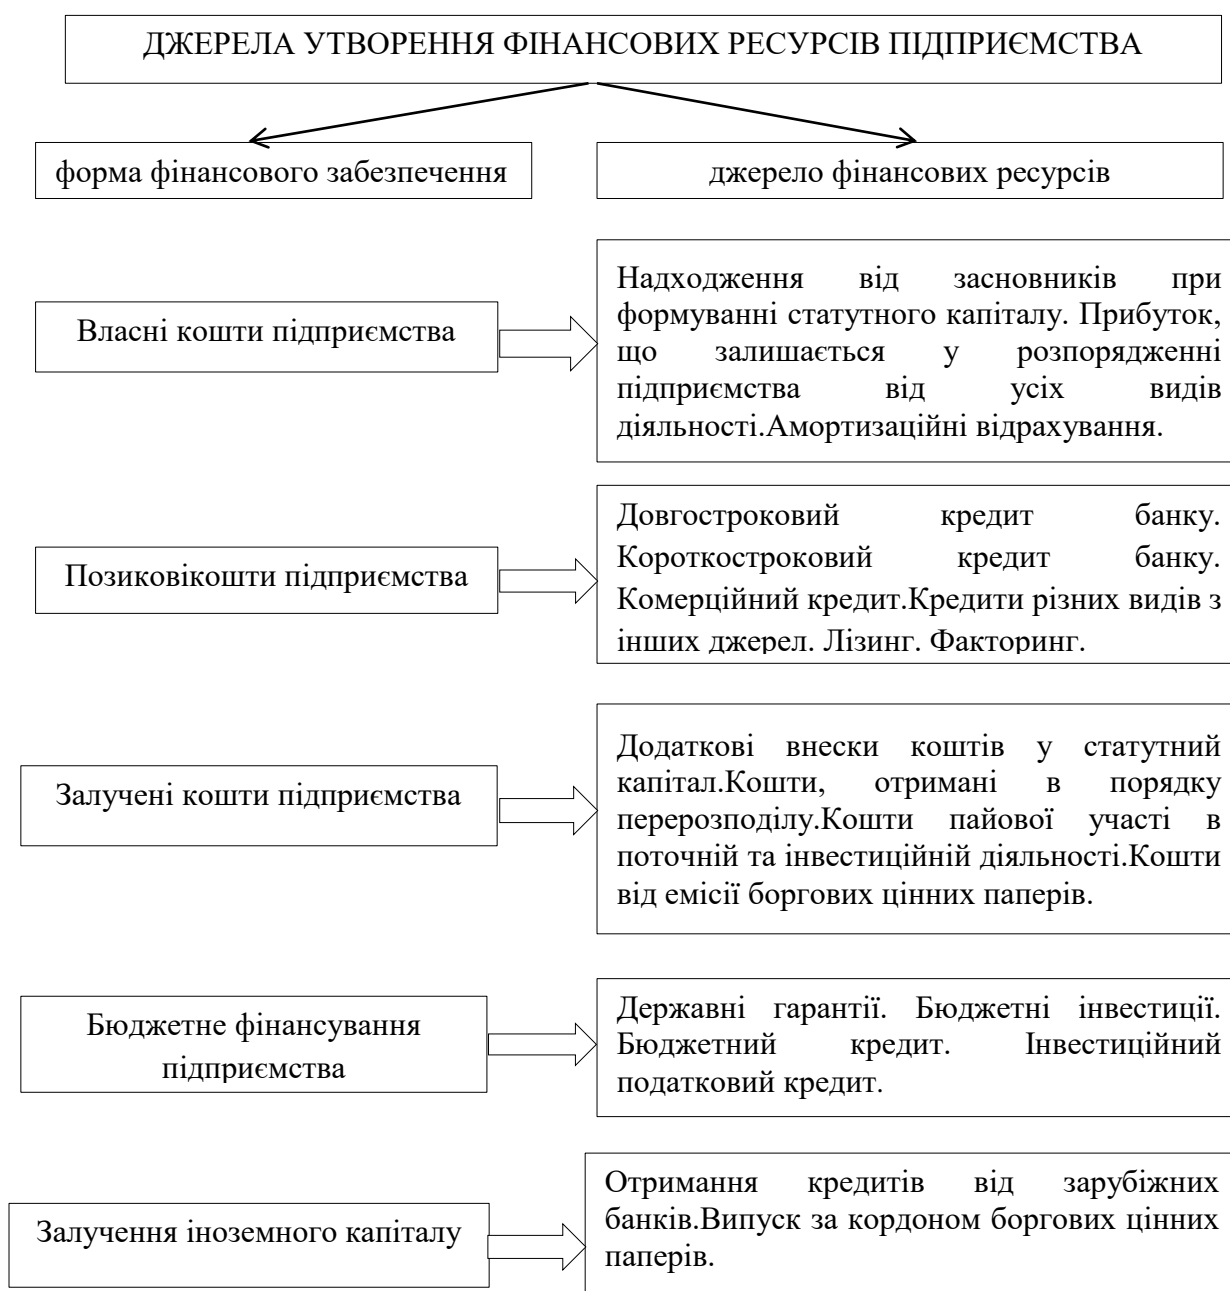 ДЖЕРЕЛА УТВОРЕННЯ ФІНАНСОВИХ РЕСУРСІВ ПІДПРИЄМСТВА
форма фінансового забезпечення
джерело фінансових ресурсів
Власні кошти підприємства
Надходження від засновників при
формуванні статутного капіталу. Прибуток,
що залишається у розпорядженні
підприємства від усіх видів
діяльності.Амортизаційні відрахування.
Позиковікошти підприємства
Довгостроковий кредит банку.
Короткостроковий кредит банку.
Комерційний кредит.Кредити різних видів з
інших джерел. Лізинг. Факторинг.
Залучені кошти підприємства
Додаткові внески коштів у статутний
капітал.Кошти, отримані в порядку
перерозподілу.Кошти пайової участі в
поточній та інвестиційній діяльності.Кошти
від емісії боргових цінних паперів.
Бюджетне фінансування
підприємства
Державні гарантії. Бюджетні інвестиції.
Бюджетний кредит. Інвестиційний
податковий кредит.
Залучення іноземного капіталу
Отримання кредитів від зарубіжних
банків.Випуск за кордоном боргових цінних
паперів.